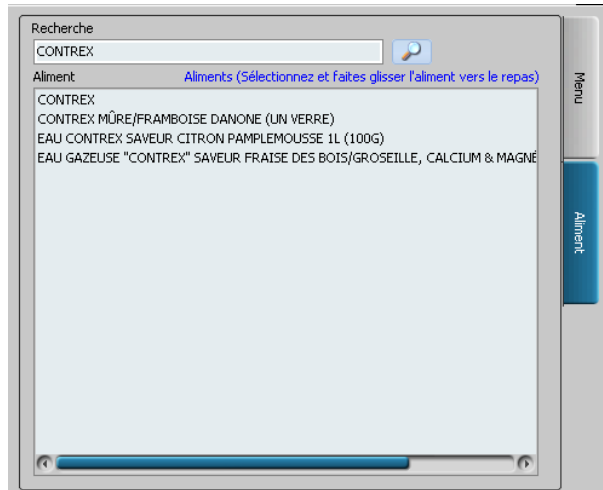 Recherche
CONTREX
Aliment Aliments (Sélectionnez et faites glisser l'aliment vers le repas)
CONTREX
CONTREX MÛRE/FRAMBOISE DANONE (UN VERRE)
EAU CONTREX SAVEUR CITRON PAMPLEMOUSSE 1L (100G)
EAU GAZEUSE "CONTREX" SAVEUR FRAISE DES BOIS/GROSEILLE, CALCIUM & MAGNÉ
Menu
Aliment